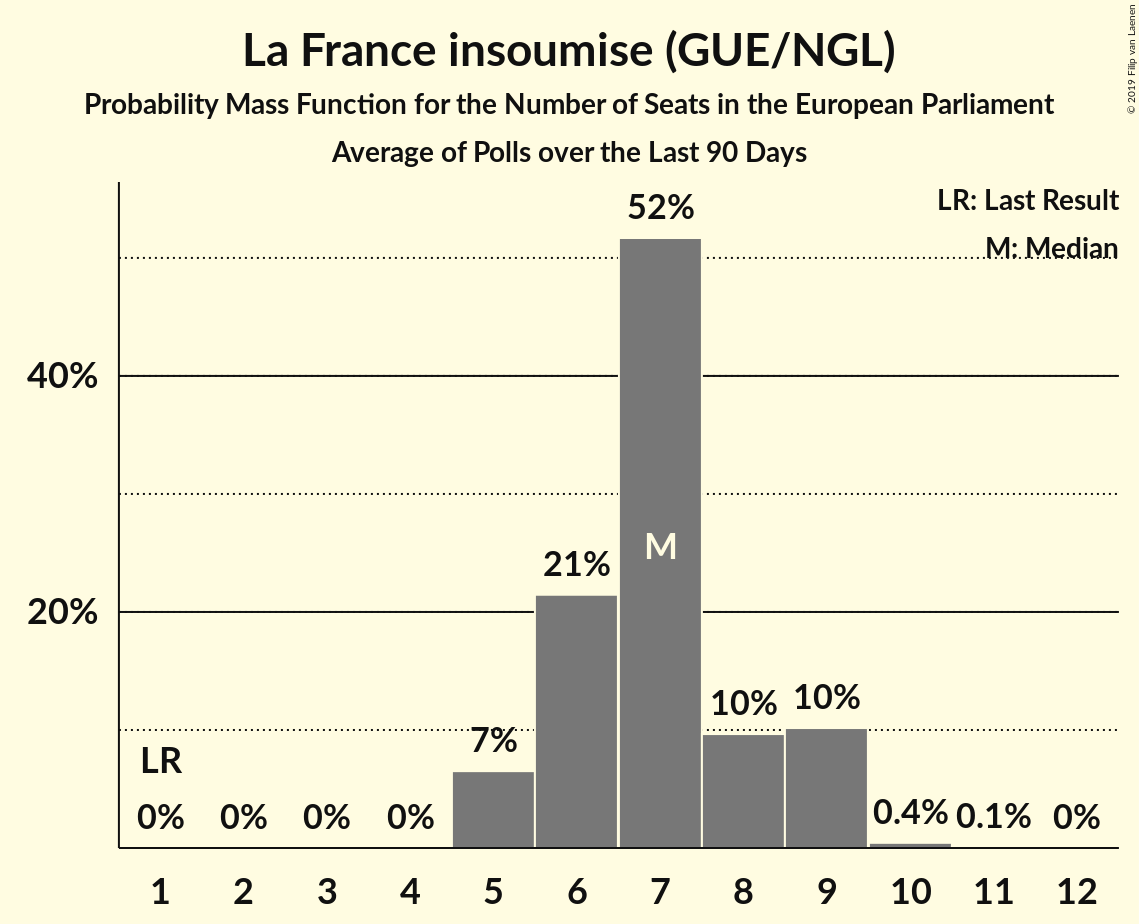 La France insoumise (GUE/NGL)
Probability Mass Function for the Number of Seats in the European Parliament
Average of Polls over the Last 90 Days
© 2019 Filip van Laenen
LR: Last Result
M: Median
52%
40%
21%
M
20%
10%
10%
7%
LR
0%
0%
0%
0%
0.4%
0.1%
0%
1 2 3 4 5 6 7 8 9 10 11 12